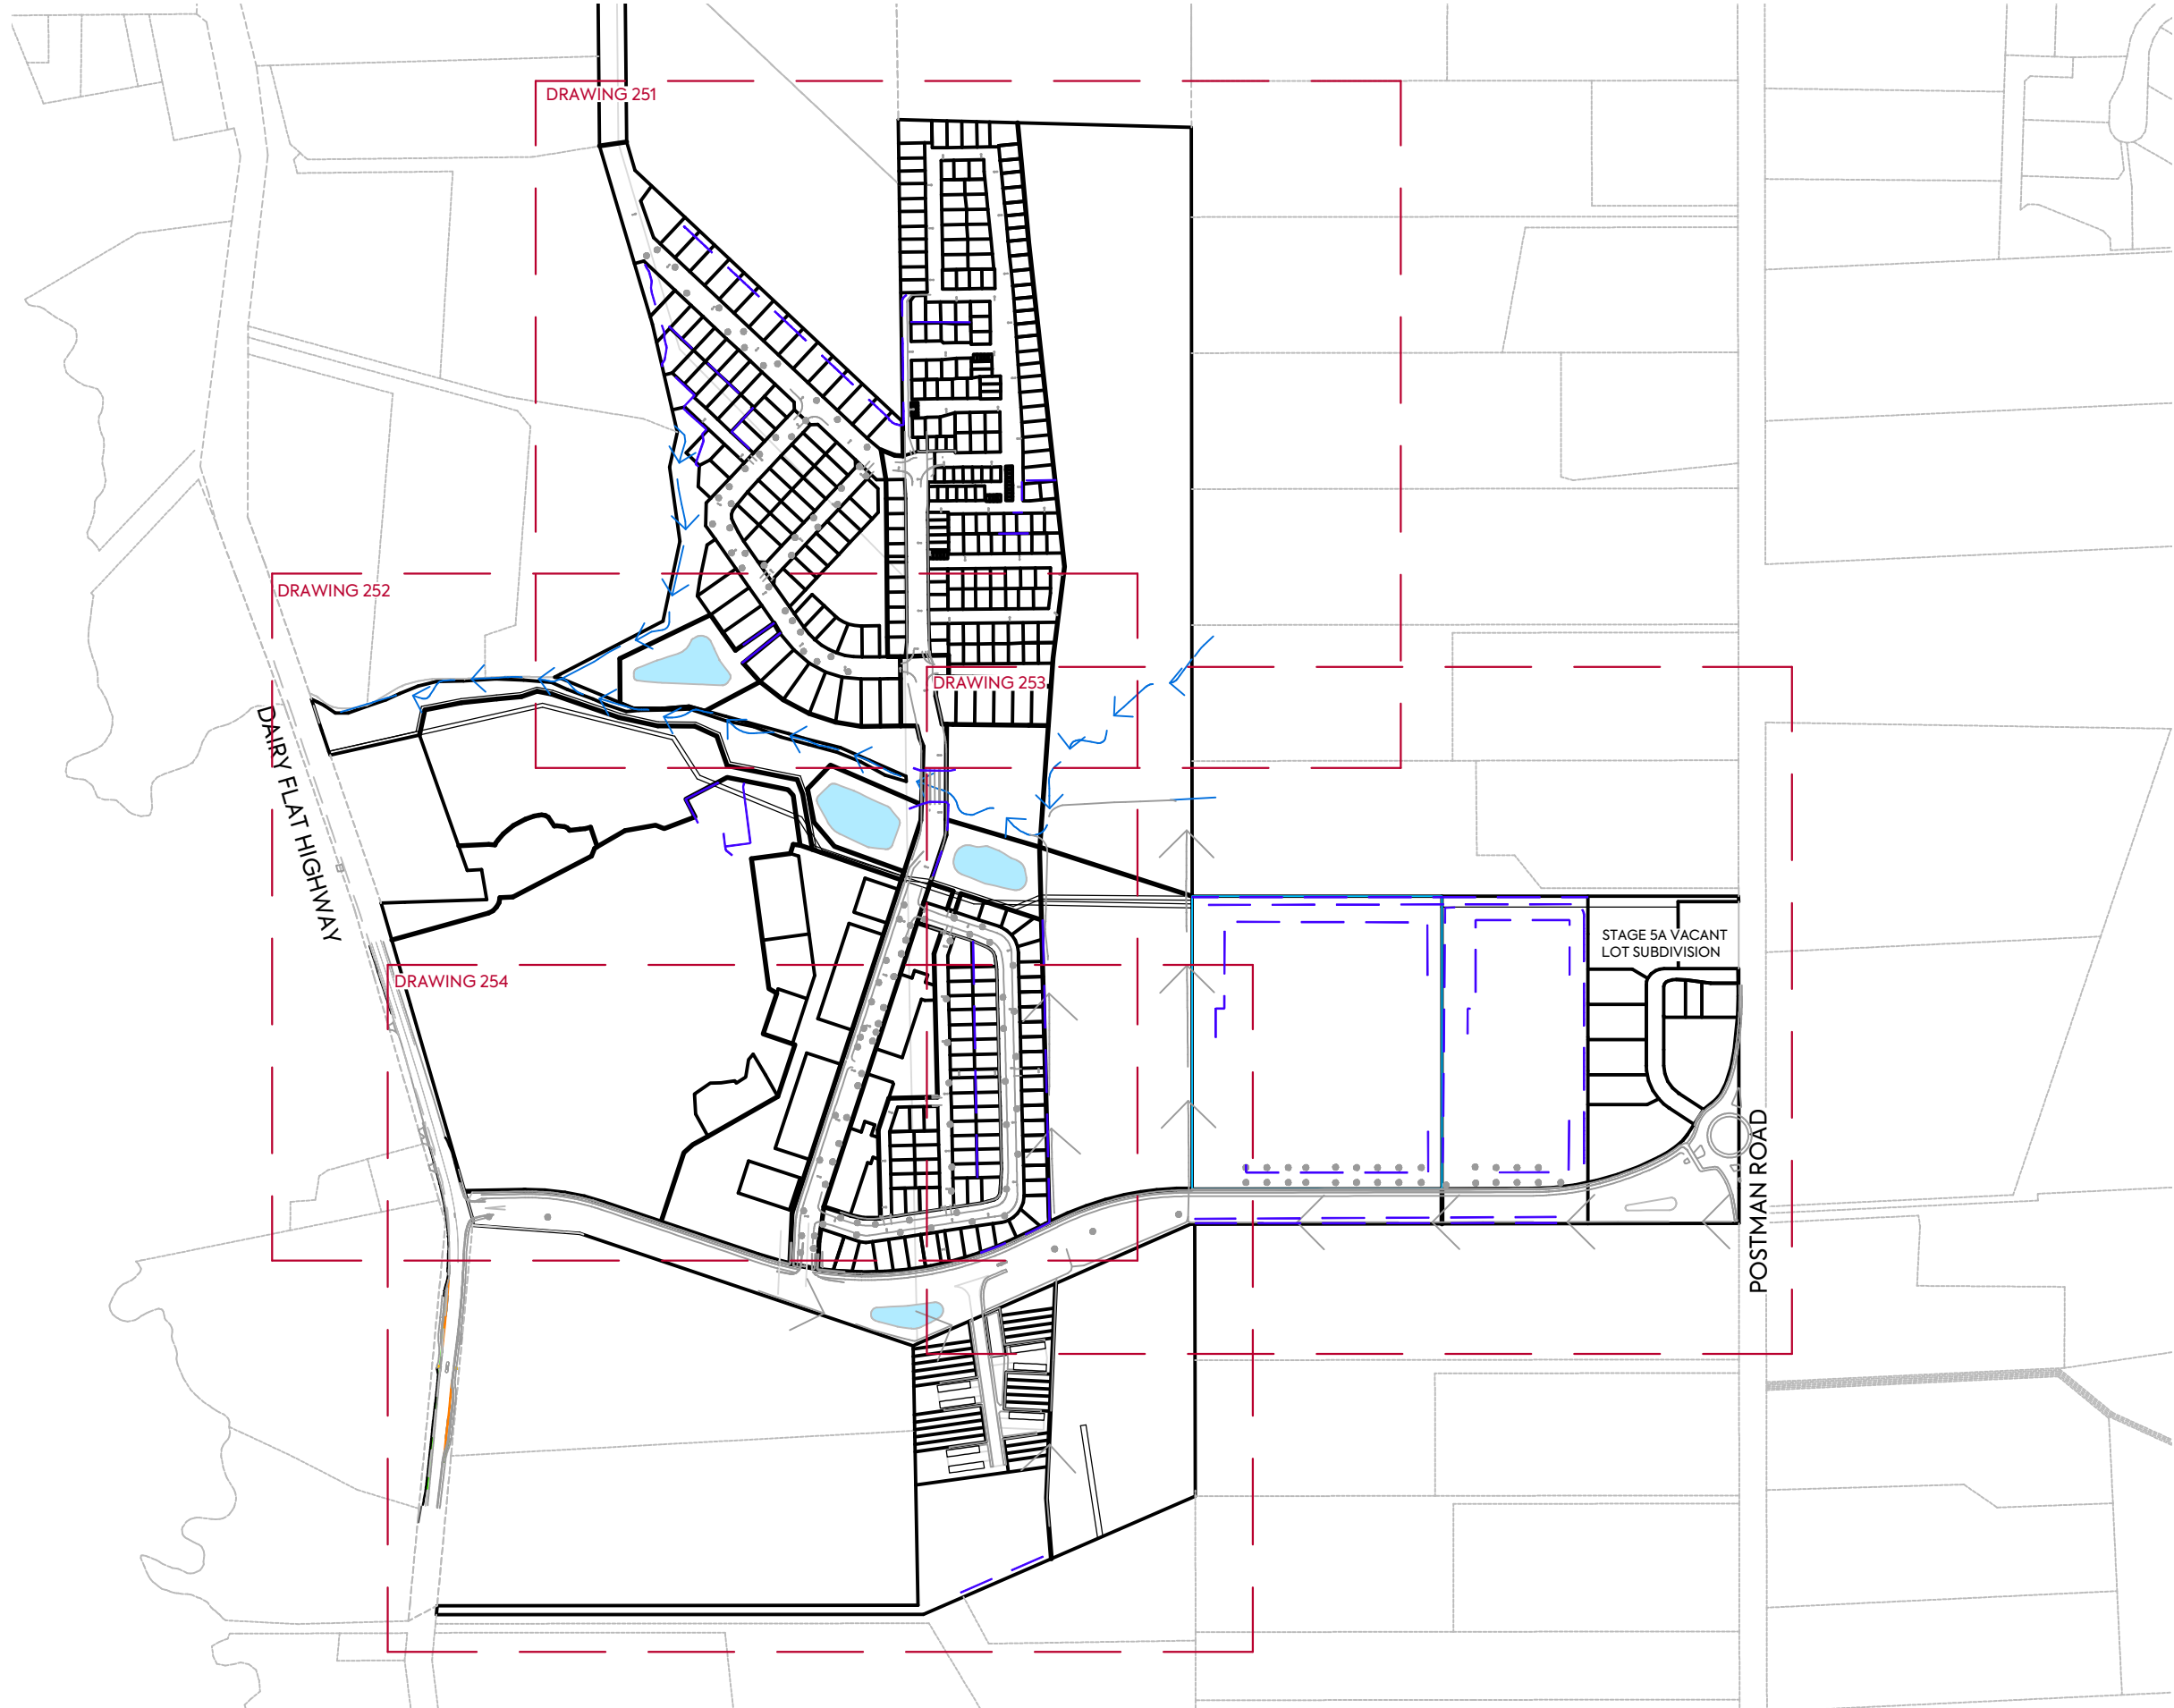 DRAWING 251
DRAWING 252
DRAWING 253
DAIRY FLAT HIGHWAY
STAGE 5A VACANT
LOT SUBDIVISION
DRAWING 254
POSTMAN ROAD